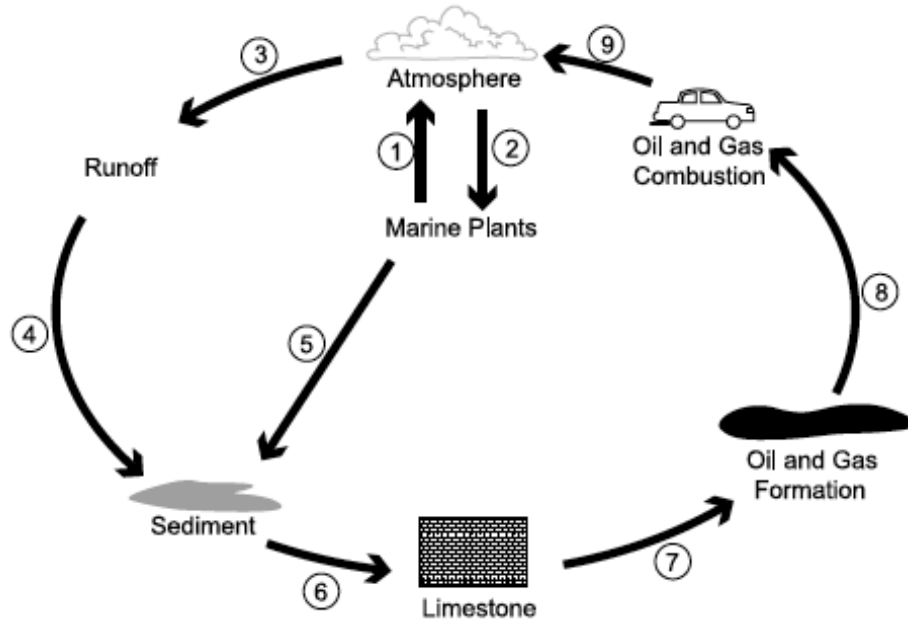 Atmosphere
Runoff
Marine Plants
Oil and Gas
Combustion
Oil and Gas
Formation
Sediment
Limestone
1
2
3
4
5
6
7
8
9